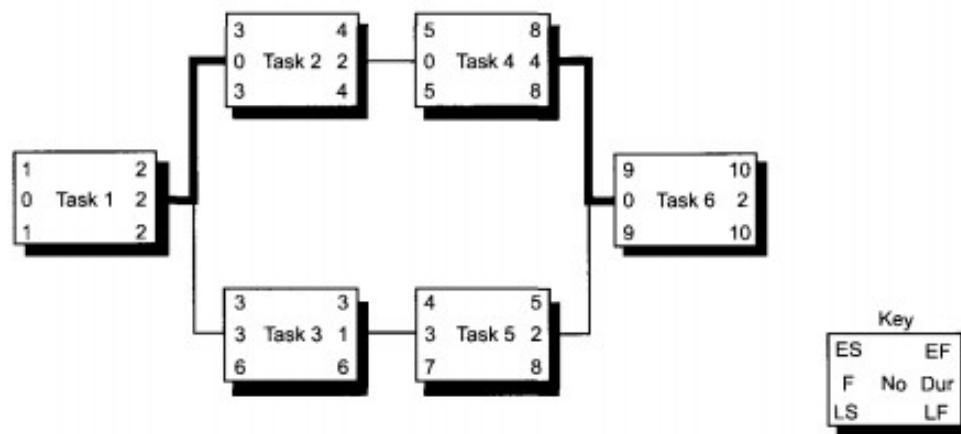 3 4
0 Task 2 2
3 4
5 8
0 Task 4 4
5 8
1 2
0 Task 1 2
1 2
9 10
0 Task 6 2
9 10
3 3
3 Task 3 1
6 6
4 5
3 Task 5 2
7 8
Key
ES EF
F No Dur
LS LF